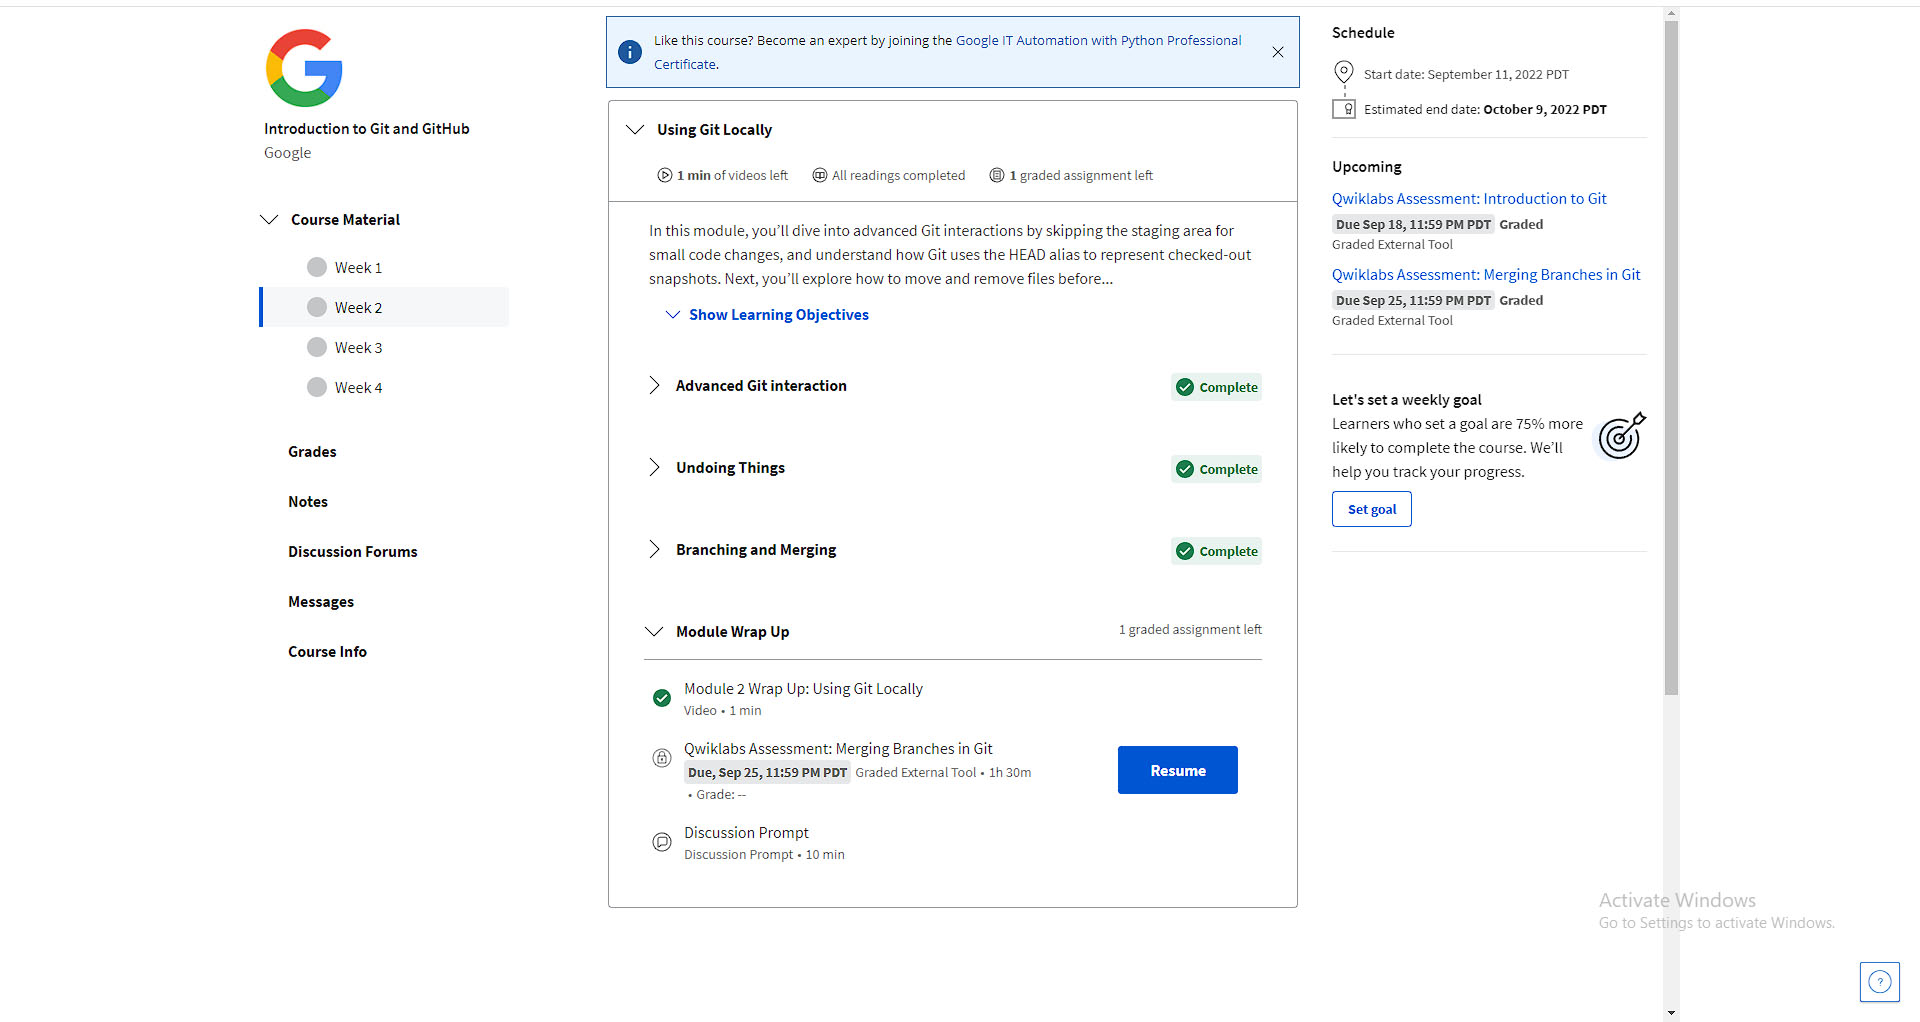 Introduction to Git and GitHub
Google
Course Material
Week 1
Week 2
Week 3
Week 4
Grades
Notes
Discussion Forums
Messages
Course Info
Like this course? Become an expert by joining the Google IT Automation with Python Professional
Certificate.
Using Git Locally
1 min of videos left
All readings completed
1 graded assignment left
In this module, you’ll dive into advanced Git interactions by skipping the staging area for
small code changes, and understand how Git uses the HEAD alias to represent checked-out
snapshots. Next, you’ll explore how to move and remove files before...
Show Learning Objectives
Advanced Git interaction
Complete
Undoing Things
Complete
Branching and Merging
Complete
Module Wrap Up
1 graded assignment left
Module 2 Wrap Up: Using Git Locally
Video • 1 min
Qwiklabs Assessment: Merging Branches in Git
Due, Sep 25, 11:59 PM PDT Graded External Tool • 1h 30m
• Grade: --
Resume
Discussion Prompt
Discussion Prompt • 10 min
Schedule
Start date: September 11, 2022 PDT
Estimated end date: October 9, 2022 PDT
Upcoming
Qwiklabs Assessment: Introduction to Git
Due Sep 18, 11:59 PM PDT Graded
Graded External Tool
Qwiklabs Assessment: Merging Branches in Git
Due Sep 25, 11:59 PM PDT Graded
Graded External Tool
Let's set a weekly goal
Learners who set a goal are 75% more
likely to complete the course. We’ll
help you track your progress.
Set goal
Activate Windows
Go to Settings to activate Windows.
?